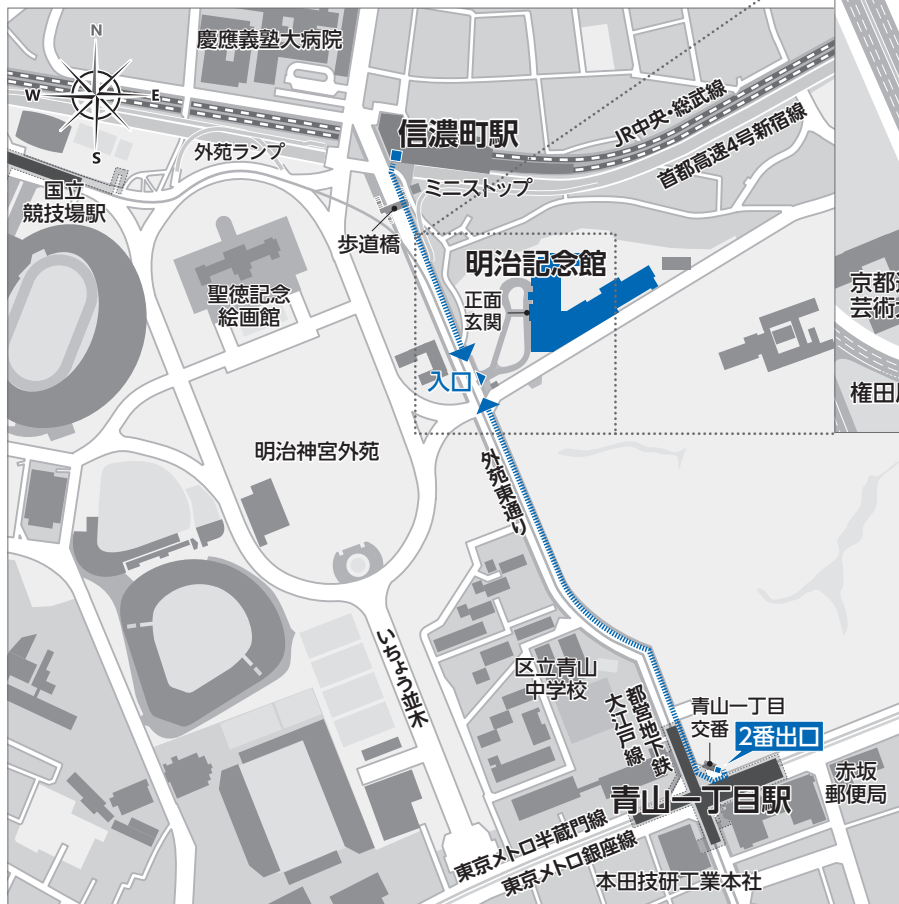 N
慶應義塾大病院
W
E
S
JR中央・総武線
信濃町駅
外苑ランプ
首都高速4号新宿線
国立
競技場駅
ミニストップ
歩道橋
明治記念館
聖徳記念
絵画館
正面
玄関
入口
明治神宮外苑
外苑東通り
いちょう並木
区立青山
中学校
都営地下鉄
大江戸線
青山一丁目
交番
2番出口
青山一丁目駅
赤坂
郵便局
東京メトロ半蔵門線
東京メトロ銀座線
本田技研工業本社
京都
芸術
権田